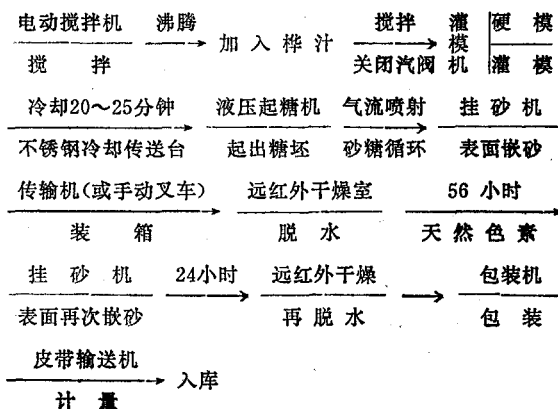 电动搅拌机 沸腾 搅拌 灌 硬模
加入桦汁 模
搅拌 关闭汽阀 机 灌模
冷却20～25分钟 液压起糖机 气流喷射 挂砂机
不锈钢冷却传送台 起出糖坯 砂糖循环 表面嵌砂
传输机(或手动叉车) 远红外干燥室 56小时
装箱 脱水 天然色素
挂砂机 24小时 远红外干燥 包装机
表面再次嵌砂 再脱水 包装
皮带输送机
入库
计量